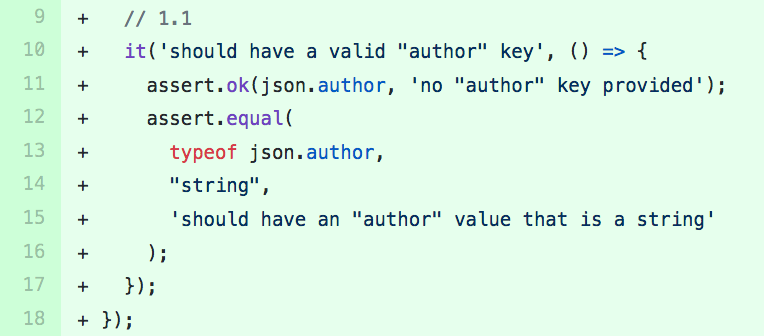 9 + // 1.1
10 + it('should have a valid "author" key', () => {
11 + assert.ok(json.author, 'no "author" key provided');
12 + assert.equal(
13 + typeof json.author,
14 + "string",
15 + 'should have an "author" value that is a string'
16 + );
17 + });
18 + });